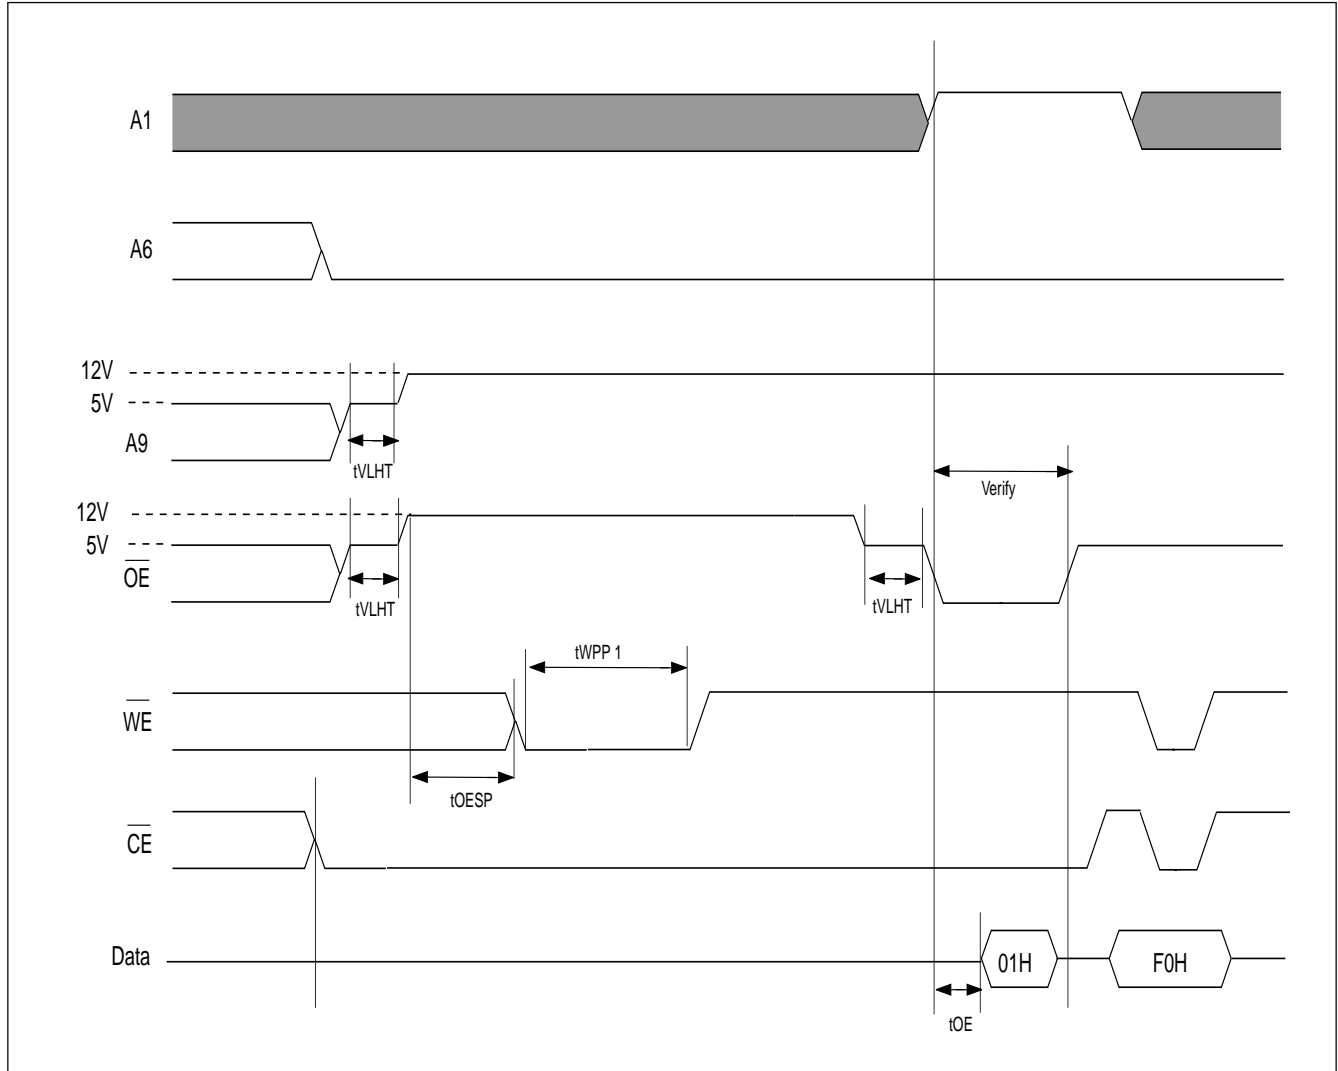 A1
A6
12V
5V
A9
tVLHT
Verify
12V
5V
OE
tVLHT
tVLHT
tWPP 1
WE
tOESP
CE
Data
01H
F0H
tOE